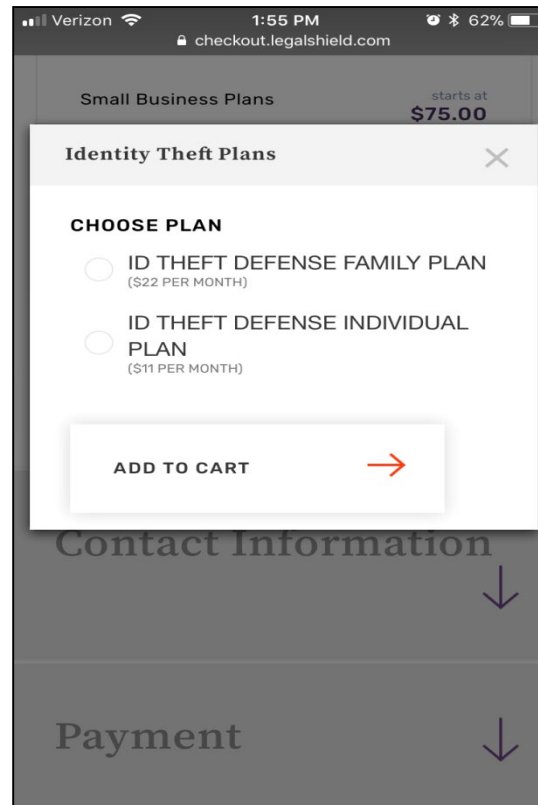 Verizon 1:55 PM 62%
checkout.legalshield.com
Small Business Plans starts at
$75.00
Identity Theft Plans
CHOOSE PLAN
ID THEFT DEFENSE FAMILY PLAN
($22 PER MONTH)
ID THEFT DEFENSE INDIVIDUAL
PLAN
($11 PER MONTH)
ADD TO CART
Contact Information
Payment